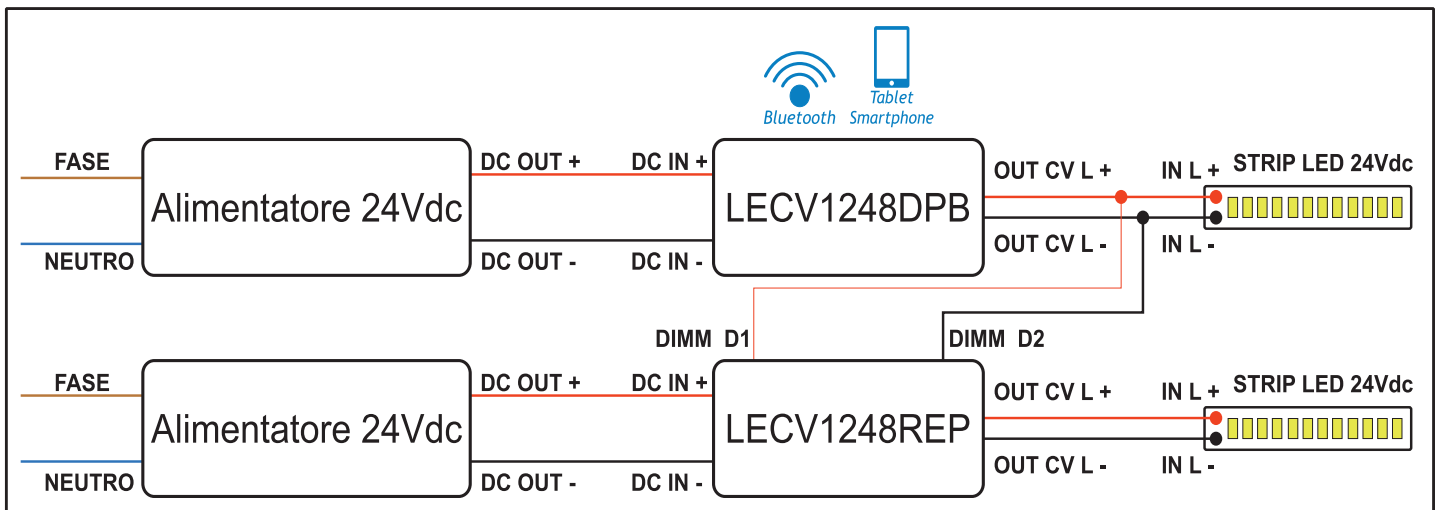 Bluetooth
Tablet
Smartphone
FASE
NEUTRO
Alimentatore 24Vdc
DC OUT +
DC IN +
DC OUT -
DC IN -
LECV1248DPB
OUT CV L +
IN L +
OUT CV L -
IN L -
STRIP LED 24Vdc
DIMM D1
DIMM D2
FASE
NEUTRO
Alimentatore 24Vdc
DC OUT +
DC IN +
DC OUT -
DC IN -
LECV1248REP
OUT CV L +
IN L +
OUT CV L -
IN L -
STRIP LED 24Vdc